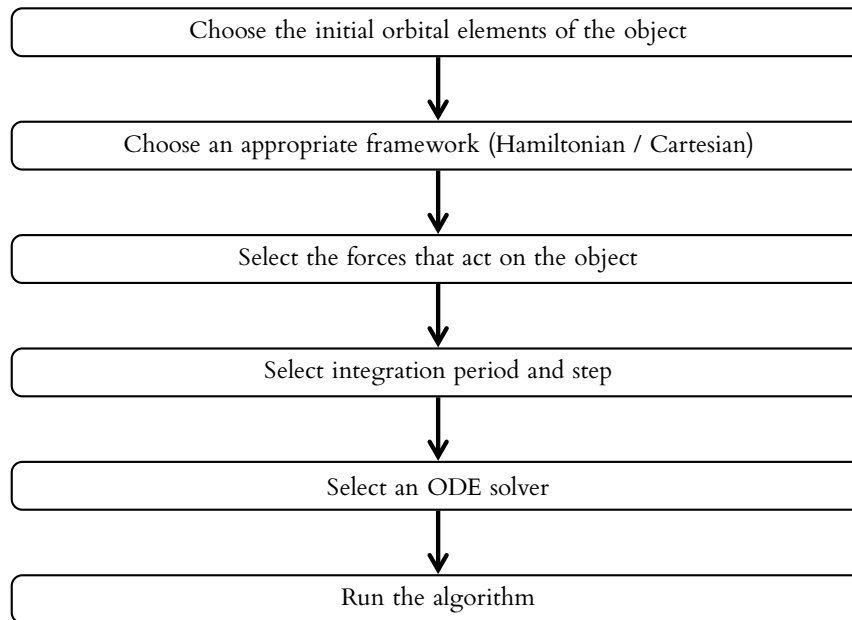 Choose the initial orbital elements of the object
Choose an appropriate framework (Hamiltonian / Cartesian)
Select the forces that act on the object
Select integration period and step
Select an ODE solver
Run the algorithm